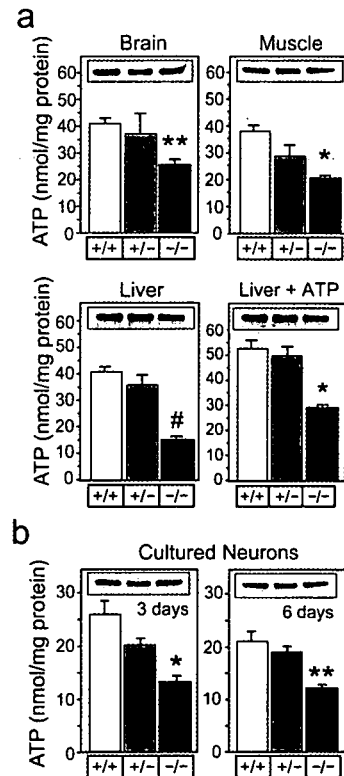 a
Brain
Muscle
ATP (nmol/mg protein)
60
50
40
30
20
10
0
**
+/+ +/− −/−
60
50
40
30
20
10
0
*
+/+ +/− −/−
Liver
Liver + ATP
ATP (nmol/mg protein)
60
50
40
30
20
10
0
#
+/+ +/− −/−
60
50
40
30
20
10
0
*
+/+ +/− −/−
b
Cultured Neurons
ATP (nmol/mg protein)
30
20
10
0
3 days
*
+/+ +/− −/−
30
20
10
0
6 days
**
+/+ +/− −/−